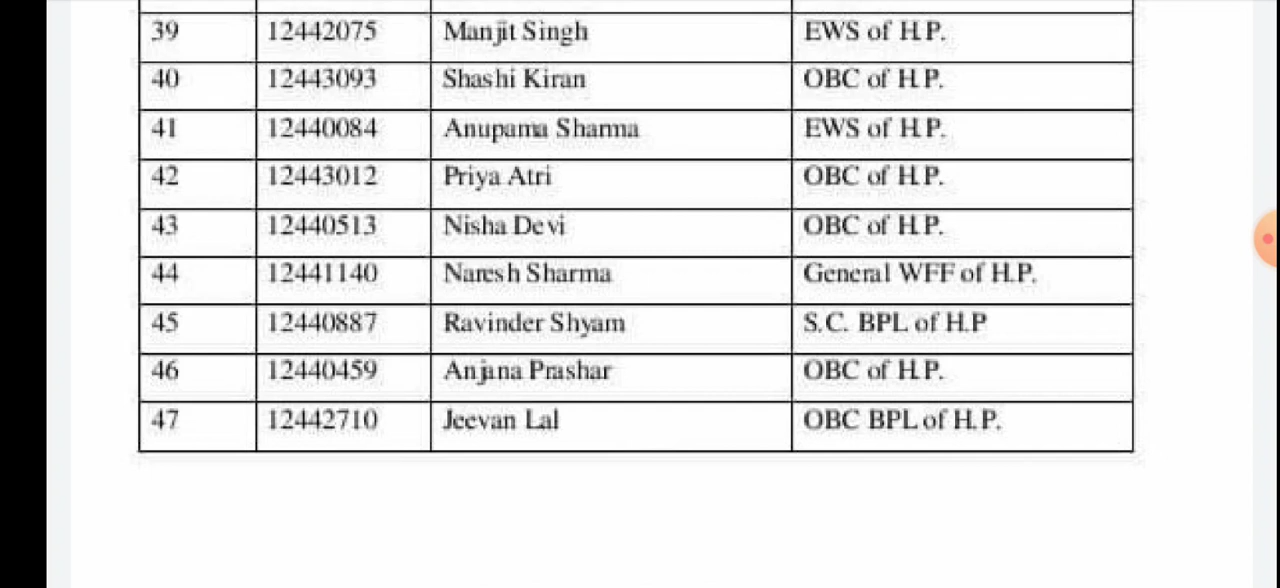 39 12442075 Manjit Singh EWS of H.P.
40 12443093 Shashi Kiran OBC of H.P.
41 12440084 Anupama Sharma EWS of H.P.
42 12443012 Priya Atri OBC of H.P.
43 12440513 Nisha Devi OBC of H.P.
44 12441140 Naresh Sharma General WFF of H.P.
45 12440887 Ravinder Shyam S.C. BPL of H.P
46 12440459 Anjana Prashar OBC of H.P.
47 12442710 Jeevan Lal OBC BPL of H.P.